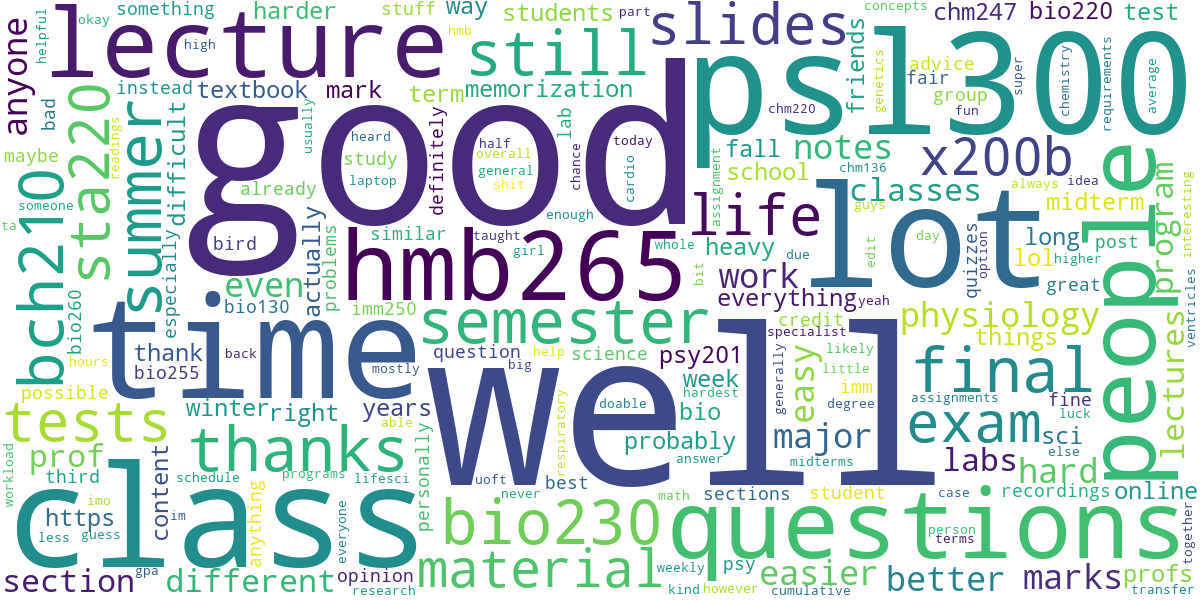 something
way
students
harder
stuff
part
slides
concepts
chm247
bio220
test
okay
helpful
anyone
lecture
high
hmb
still
psl300
friends
genetics
advice
fair
super
requirements
average
instead
textbook
mark
term
memorization
lab
group
fun
chemistry
bad
sta220
readings
summer
difficult
usually
good
heard
half
today
study
overall
laptop
general
shit
definitely
chance
cardio
chm220
fall
notes
x200b
maybe
bch210
someone
already
enough
assignment
school
chm136
classes
always
idea
midterm
people
program
interesting
ta
especially
actually
problems
bird
similar
taught
girl
life
guys
lot
whole
heavy
edit
day
quizzes
option
long
lol
higher
post
lectures
hmb265
bit
due
work
great
even
bio130
imm250
everything
yeah
ventricles
bio260
time
semester
credit
specialist
physiology
things
hours
thank
back
mostly
question
help
big
science
psy201
generally
easy
likely
little
final
bio255
possible
well
doable
week
hardest
imm
degree
assignments
fine
luck
tests
winter
right
years
able
bio
major
exam
sci
else
prof
thanks
personally
respiratory
probably
answer
midterms
labs
hard
third
content
schedule
programs
lifesci
uoft
best
never
math
sections
student
case
recordings
online
workload
imo
https
im
less
guess
class
anything
everyone
bio230
questions
person
terms
together
section
gpa
different
opinion
research
material
weekly
psy
kind
however
easier
cumulative
better
marks
profs
transfer